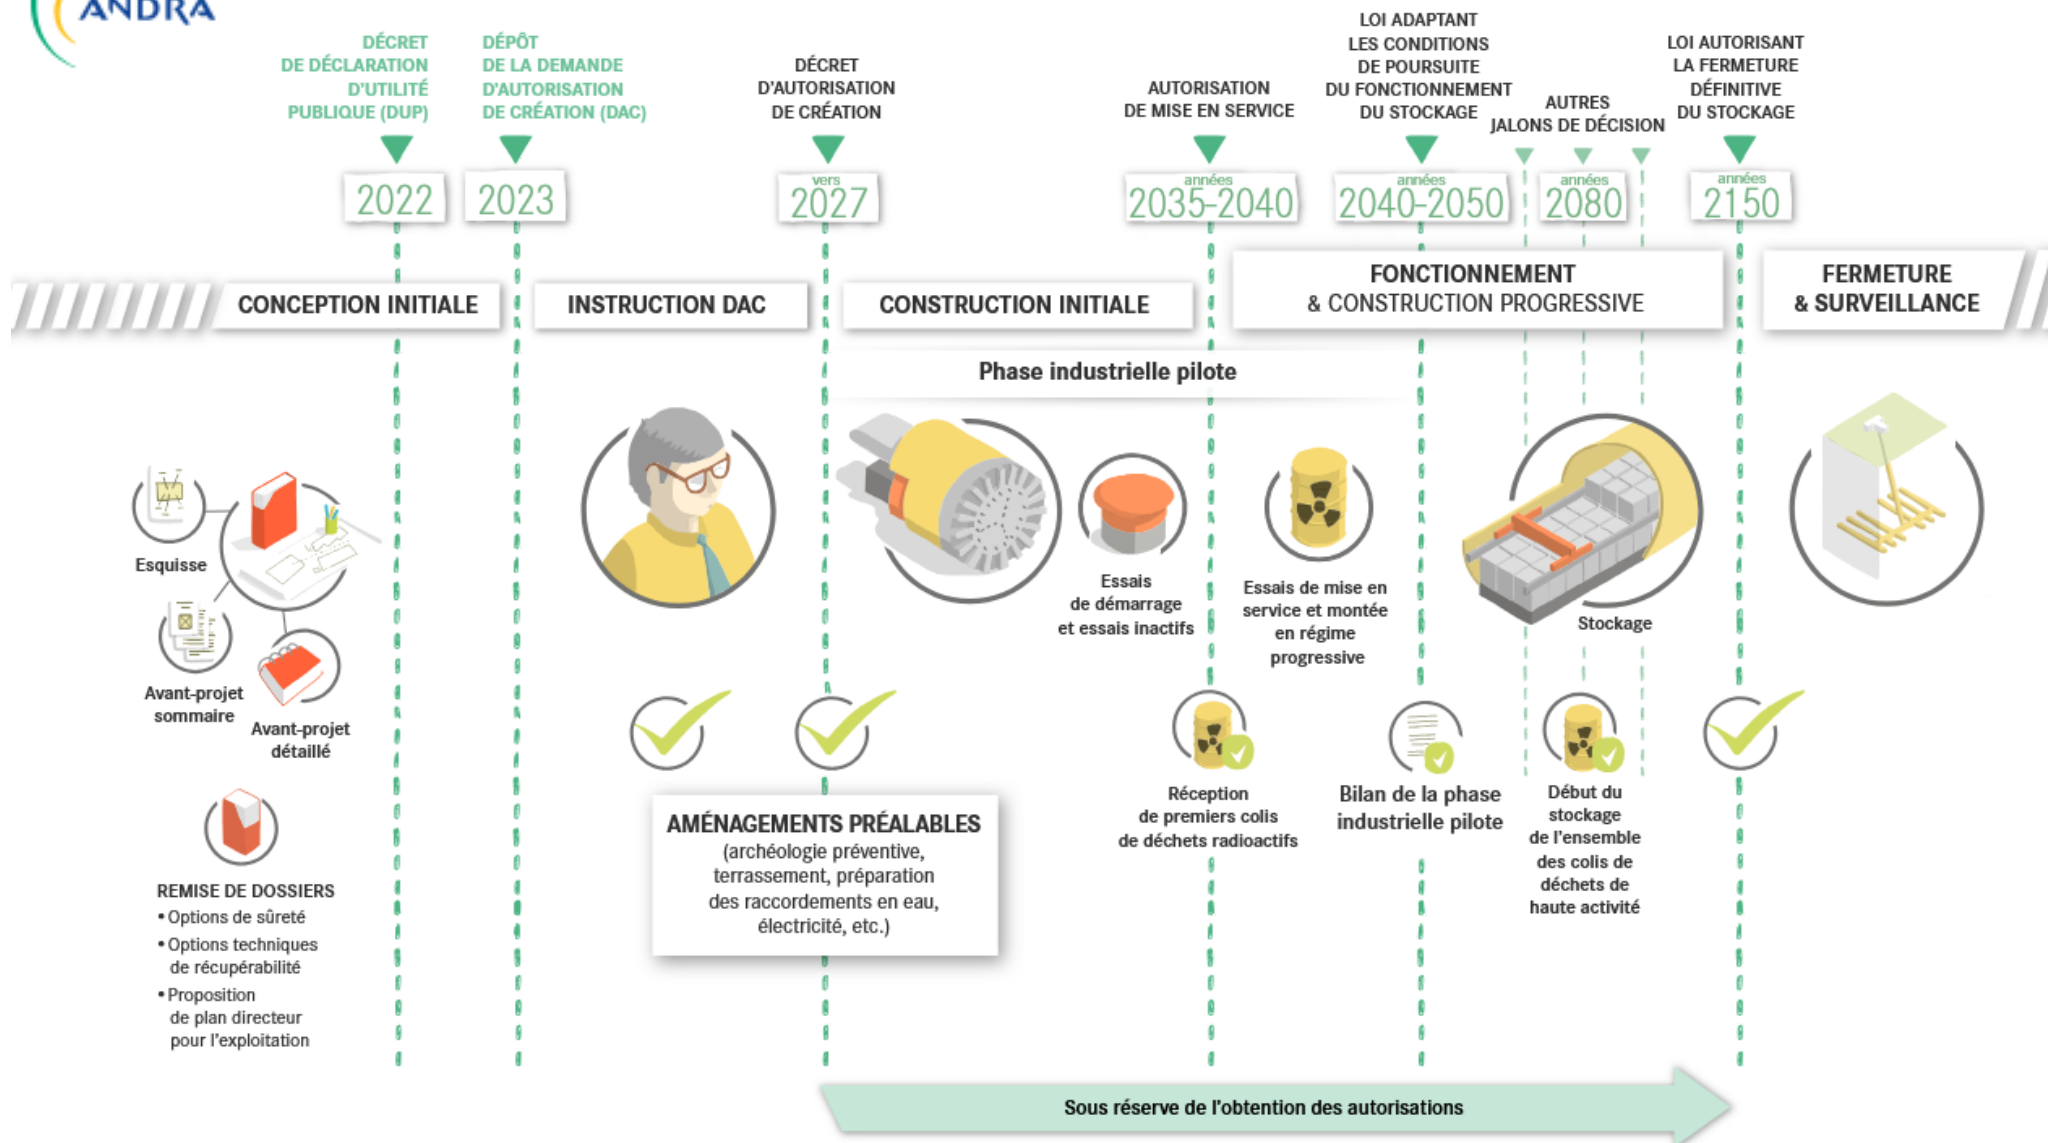 ANDRA
DÉCRET
DE DÉCLARATION
D'UTILITÉ
PUBLIQUE (DUP)
2022
DÉPÔT
DE LA DEMANDE
D'AUTORISATION
DE CRÉATION (DAC)
2023
DÉCRET
D'AUTORISATION
DE CRÉATION
vers
2027
AUTORISATION
DE MISE EN SERVICE
années
2035-2040
LOI ADAPTANT
LES CONDITIONS
DE POURSUITE
DU FONCTIONNEMENT
DU STOCKAGE
années
2040-2050
AUTRES
JALONS DE DÉCISION
années
2080
LOI AUTORISANT
LA FERMETURE
DÉFINITIVE
DU STOCKAGE
années
2150
CONCEPTION INITIALE
INSTRUCTION DAC
CONSTRUCTION INITIALE
FONCTIONNEMENT
& CONSTRUCTION PROGRESSIVE
FERMETURE
& SURVEILLANCE
Phase industrielle pilote
Esquisse
Avant-projet
sommaire
Avant-projet
détaillé
Essais
de démarrage
et essais inactifs
Essais de mise en
service et montée
en régime
progressive
Stockage
REMISE DE DOSSIERS
• Options de sûreté
• Options techniques
de récupérabilité
• Proposition
de plan directeur
pour l'exploitation
AMÉNAGEMENTS PRÉALABLES
(archéologie préventive,
terrassement, préparation
des raccordements en eau,
électricité, etc.)
Réception
de premiers colis
de déchets radioactifs
Bilan de la phase
industrielle pilote
Début du
stockage
de l'ensemble
des colis de
déchets de
haute activité
Sous réserve de l'obtention des autorisations